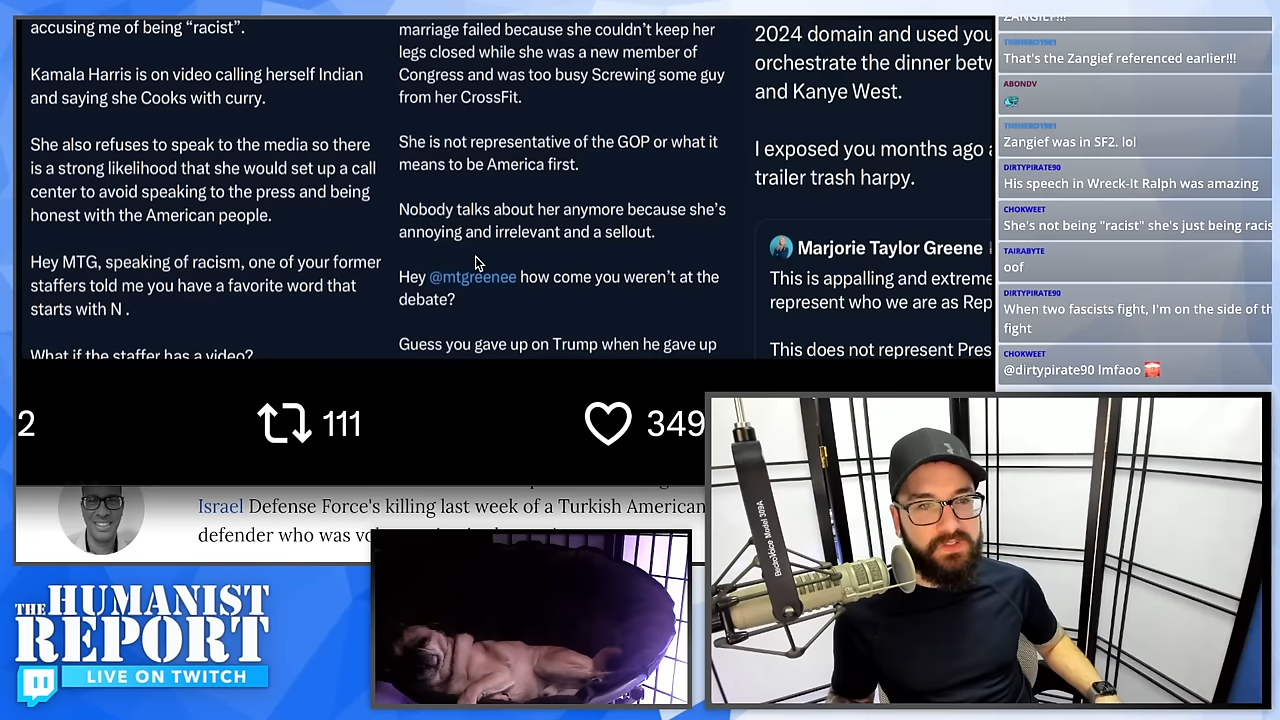 accusing me of being “racist”.
Kamala Harris is on video calling herself Indian
and saying she Cooks with curry.
She also refuses to speak to the media so there
is a strong likelihood that she would set up a call
center to avoid speaking to the press and being
honest with the American people.
Hey MTG, speaking of racism, one of your former
staffers told me you have a favorite word that
starts with N .
What if the staffer has a video?
marriage failed because she couldn’t keep her
legs closed while she was a new member of
Congress and was too busy Screwing some guy
from her CrossFit.
She is not representative of the GOP or what it
means to be America first.
Nobody talks about her anymore because she’s
annoying and irrelevant and a sellout.
Hey @mtgreenee how come you weren’t at the
debate?
Guess you gave up on Trump when he gave up
2024 domain and used you
orchestrate the dinner betw
and Kanye West.
I exposed you months ago a
trailer trash harpy.
Marjorie Taylor Greene
This is appalling and extreme
represent who we are as Rep
This does not represent Pres
2
111
349
Israel Defense Force's killing last week of a Turkish American
defender who was vo
THE HUMANIST
REPORT
LIVE ON TWITCH
ZANGIEF!!!
That's the Zangief referenced earlier!!!
ABONDV
Zangief was in SF2. lol
DIRTYPIRATE90
His speech in Wreck-It Ralph was amazing
CHOKWEET
She's not being "racist" she's just being racis
TAIRABYTE
oof
DIRTYPIRATE90
When two fascists fight, I'm on the side of th
fight
CHOKWEET
@dirtypirate90 lmfaoo
ElectroVoice Model 309A